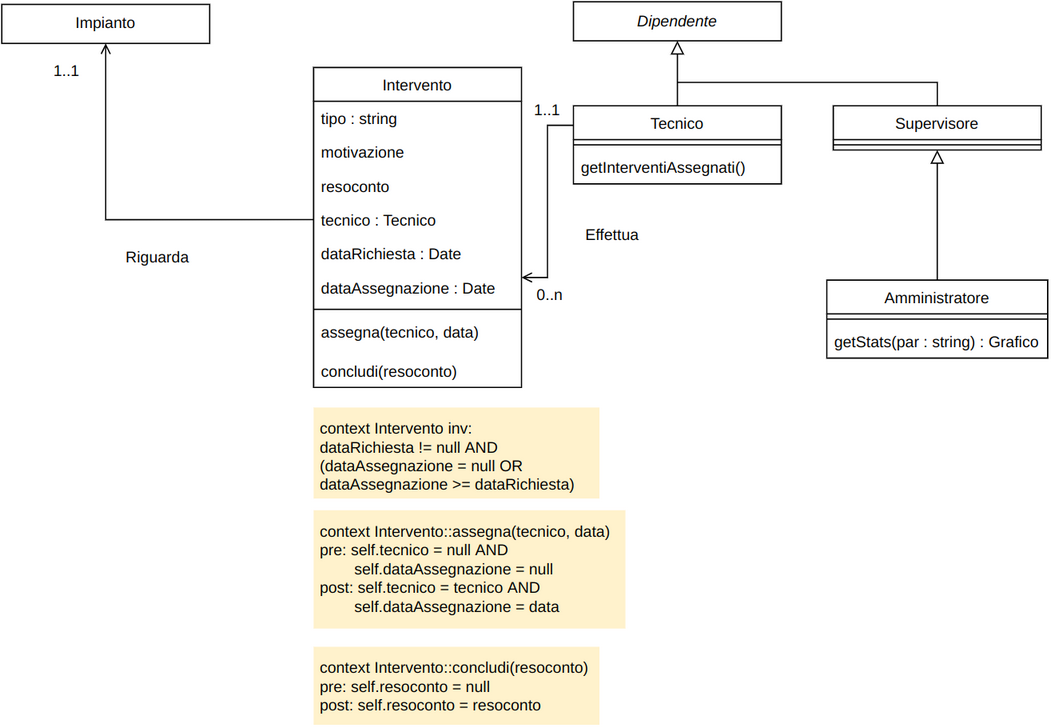 Impianto
1..1
Riguarda
Intervento
tipo : string
motivazione
resoconto
tecnico : Tecnico
dataRichiesta : Date
dataAssegnazione : Date
assegna(tecnico, data)
concludi(resoconto)
Dipendente
1..1
Tecnico
getInterventiAssegnati()
Effettua
0..n
Supervisore
Amministratore
getStats(par : string) : Grafico
context Intervento inv:
dataRichiesta != null AND
(dataAssegnazione = null OR
dataAssegnazione >= dataRichiesta)
context Intervento::assegna(tecnico, data)
pre: self.tecnico = null AND
self.dataAssegnazione = null
post: self.tecnico = tecnico AND
self.dataAssegnazione = data
context Intervento::concludi(resoconto)
pre: self.resoconto = null
post: self.resoconto = resoconto